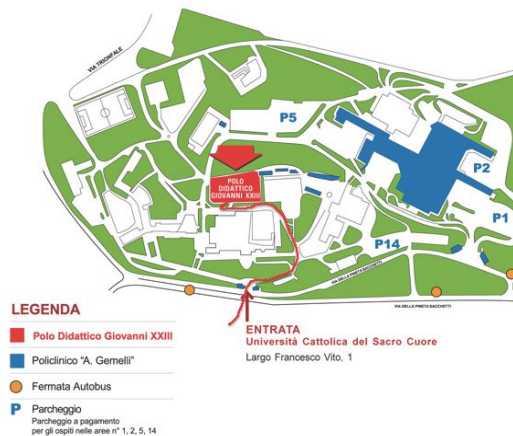 VIA TRIONFALE
P5
POLO
DIDATTICO
GIOVANNI XXIII
P2
P1
P14
VIA DELLA PINETA SACCHETTI
VIA DELLA PINETA SACCHETTI
ENTRATA
Università Cattolica del Sacro Cuore
Largo Francesco Vito, 1
LEGENDA
Polo Didattico Giovanni XXIII
Policlinico "A. Gemelli"
Fermata Autobus
P Parcheggio
Parcheggio a pagamento
per gli ospiti nelle aree n° 1, 2, 5, 14